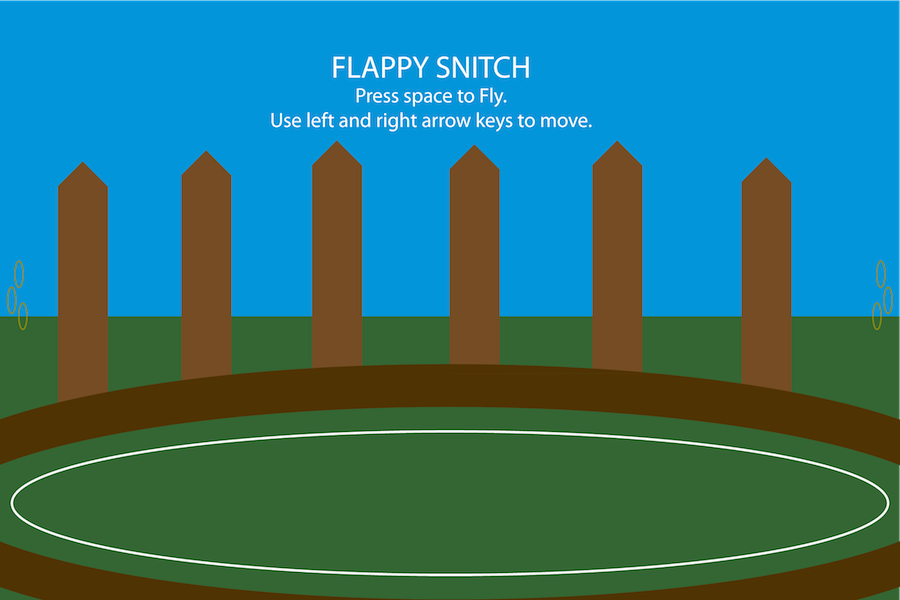 FLAPPY SNITCH
Press space to Fly.
Use left and right arrow keys to move.